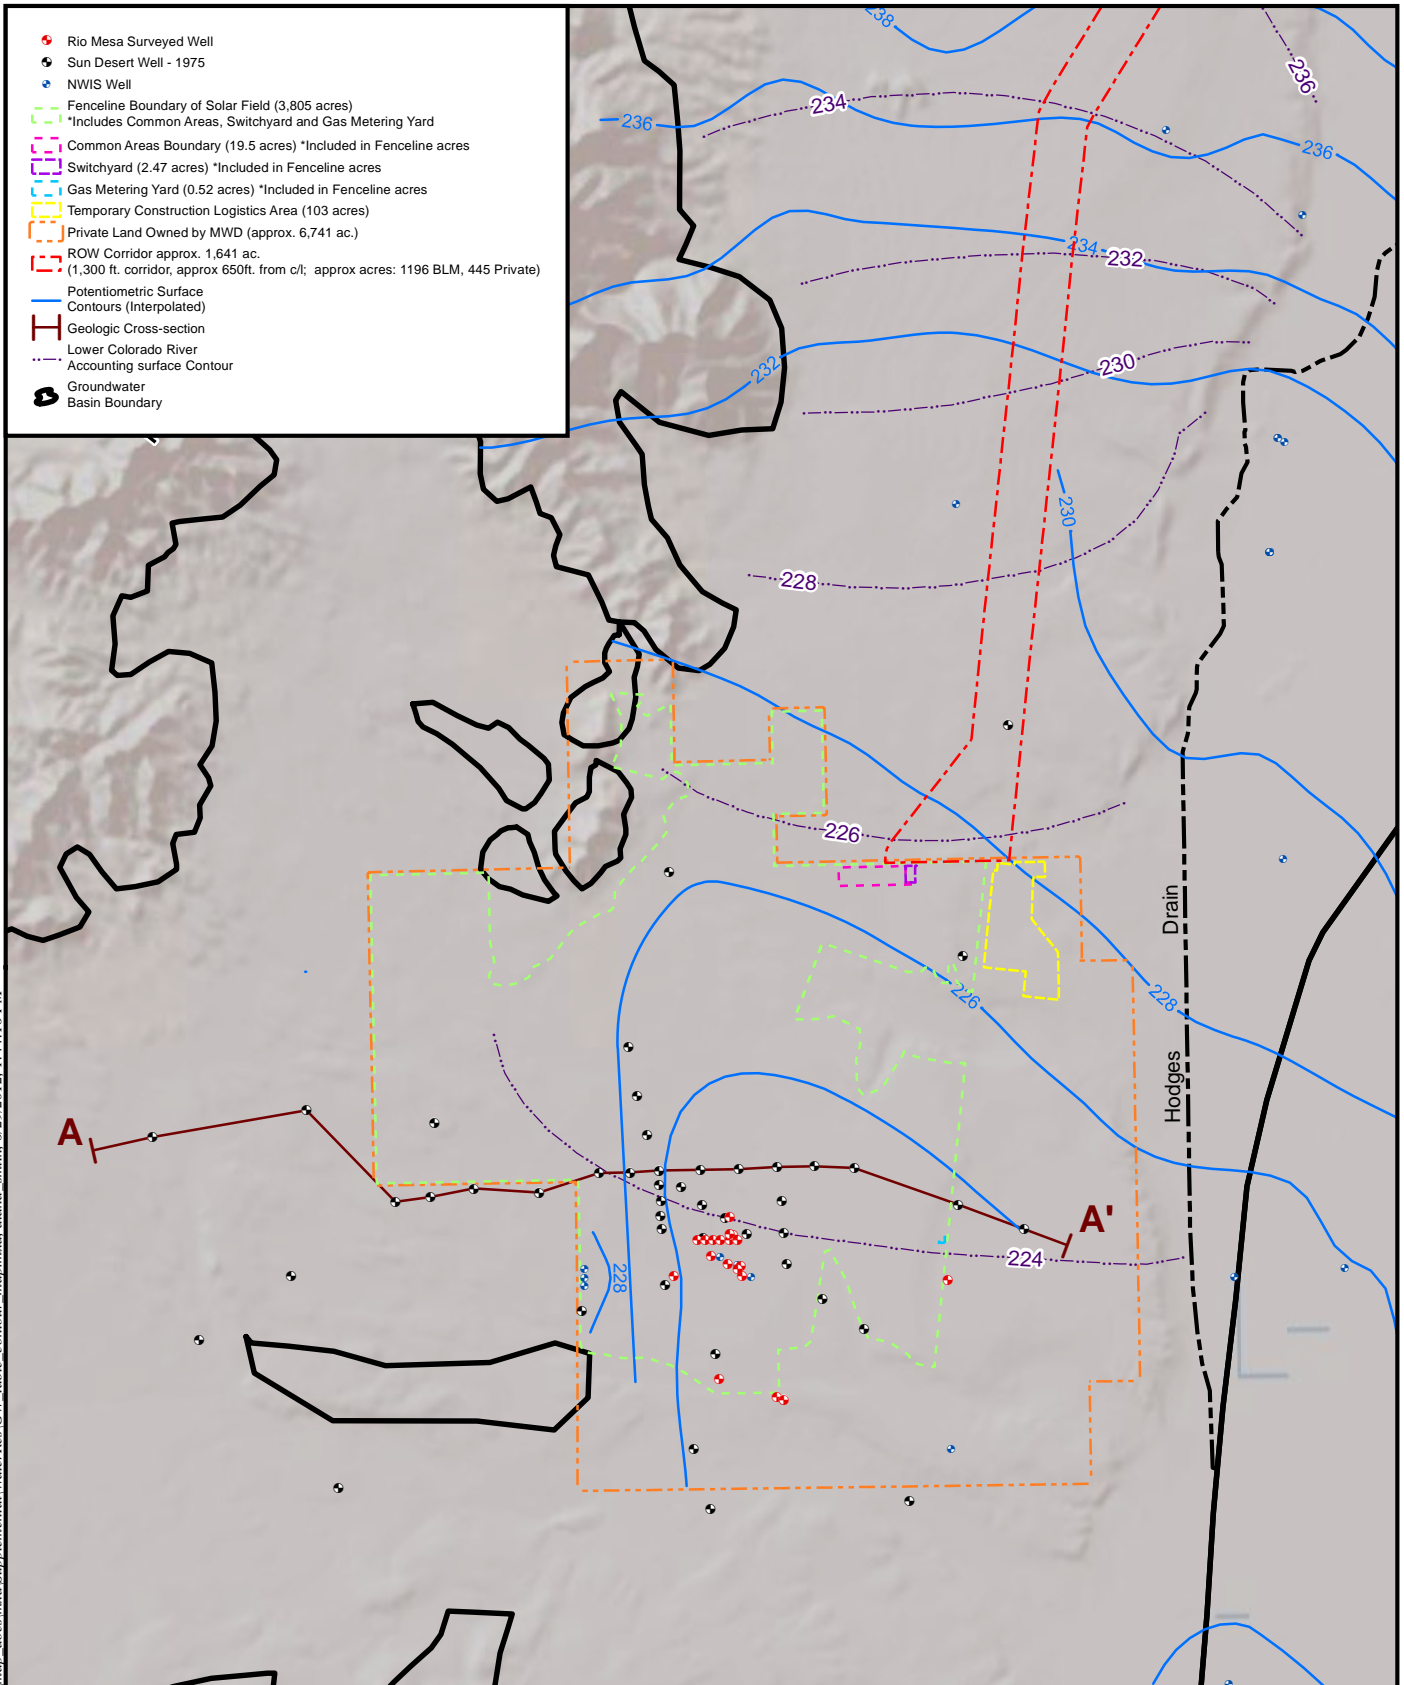 Rio Mesa Surveyed Well
Sun Desert Well - 1975
NWIS Well
Fenceline Boundary of Solar Field (3,805 acres)
*Includes Common Areas, Switchyard and Gas Metering Yard
Common Areas Boundary (19.5 acres) *Included in Fenceline acres
Switchyard (2.47 acres) *Included in Fenceline acres
Gas Metering Yard (0.52 acres) *Included in Fenceline acres
Temporary Construction Logistics Area (103 acres)
Private Land Owned by MWD (approx. 6,741 ac.)
ROW Corridor approx. 1,641 ac.
(1,300 ft. corridor, approx 650ft. from c/l; approx acres: 1196 BLM, 445 Private)
Potentiometric Surface
Contours (Interpolated)
Geologic Cross-section
Lower Colorado River
Accounting surface Contour
Groundwater
Basin Boundary
238
236
234
236
236
234
232
232
230
230
228
226
Drain
226
228
Hodges
A
A'
224
228